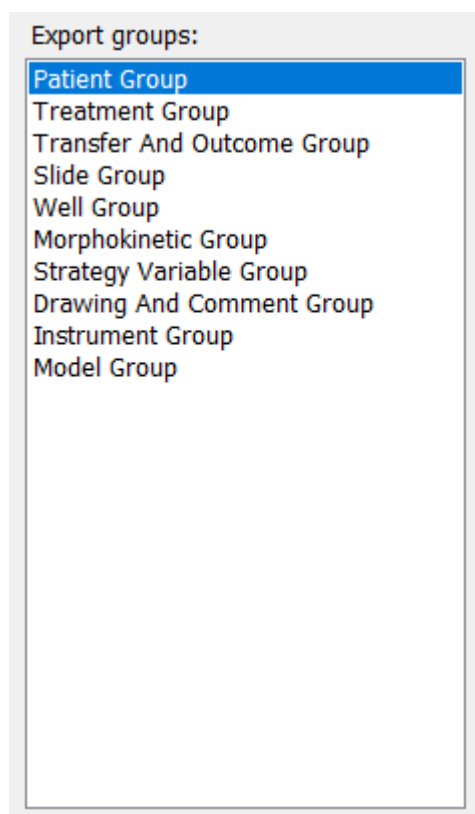 Export groups:
Patient Group
Treatment Group
Transfer And Outcome Group
Slide Group
Well Group
Morphokinetic Group
Strategy Variable Group
Drawing And Comment Group
Instrument Group
Model Group